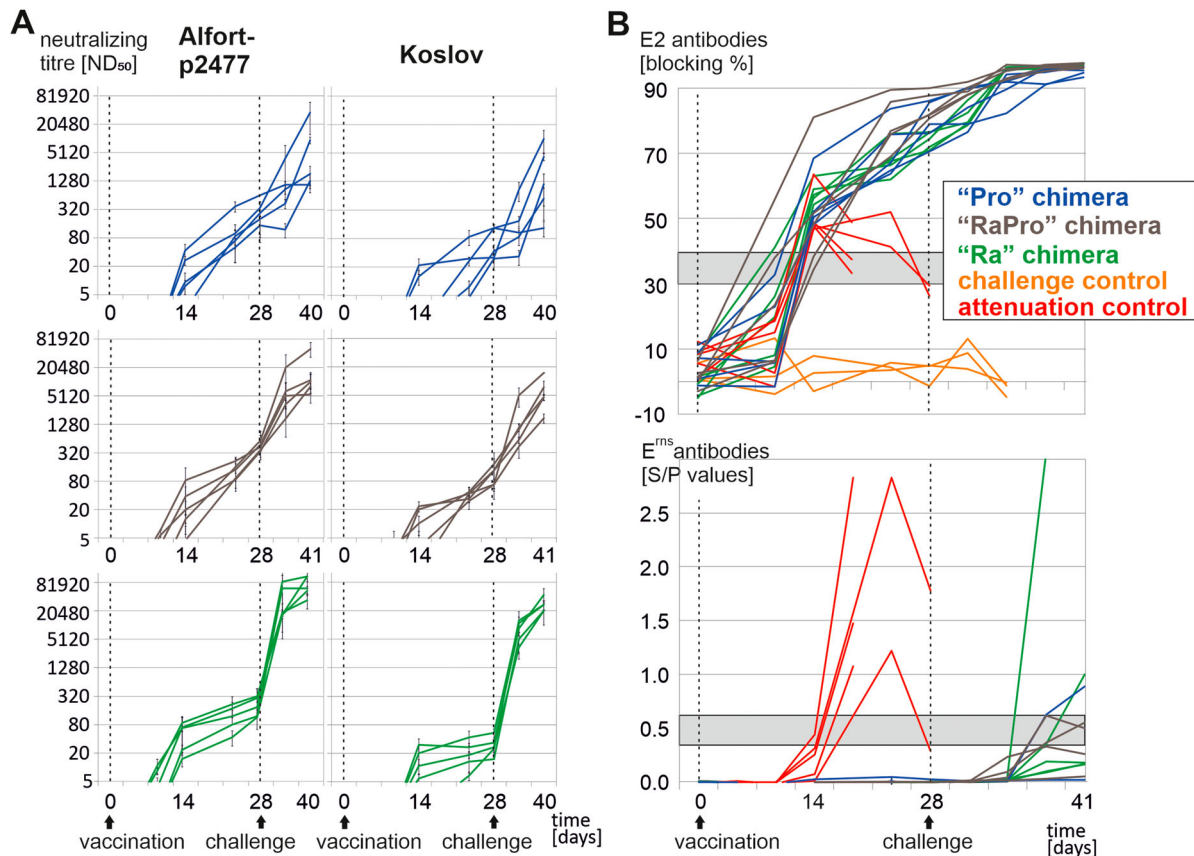 A
neutralizing
titre [ND₅₀]
Alfort-
p2477
Koslov
81920
20480
5120
1280
320
80
20
5
0 14 28 40 0 14 28 40
81920
20480
5120
1280
320
80
20
5
0 14 28 41 0 14 28 41
81920
20480
5120
1280
320
80
20
5
0 14 28 40 0 14 28 40
time
[days]
vaccination challenge vaccination challenge
B
E2 antibodies
[blocking %]
90
70
50
30
10
-10
"Pro" chimera
"RaPro" chimera
"Ra" chimera
challenge control
attenuation control
Eʳⁿˢ antibodies
[S/P values]
2.5
2.0
1.5
1.0
0.5
0.0
0 14 28 41
vaccination challenge
time
[days]